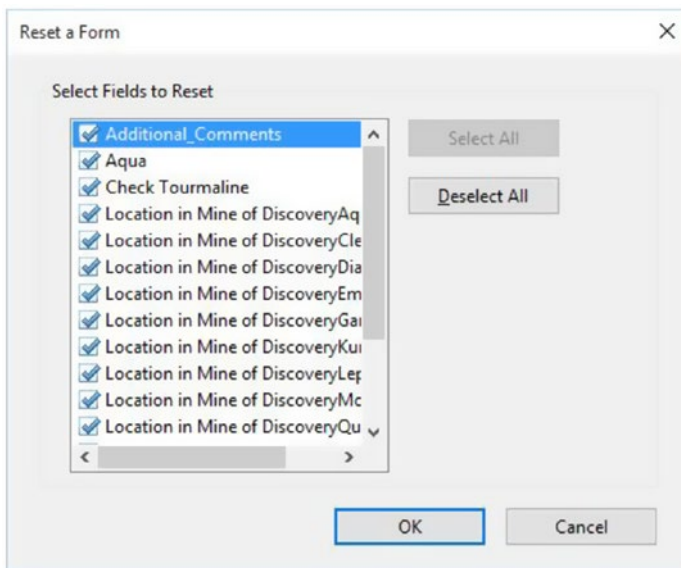 Reset a Form
Select Fields to Reset
Additional_Comments
Aqua
Check Tourmaline
Location in Mine of DiscoveryAq
Location in Mine of DiscoveryCle
Location in Mine of DiscoveryDia
Location in Mine of DiscoveryEm
Location in Mine of DiscoveryGar
Location in Mine of DiscoveryKun
Location in Mine of DiscoveryLep
Location in Mine of DiscoveryMo
Location in Mine of DiscoveryQu
Select All
Deselect All
OK
Cancel